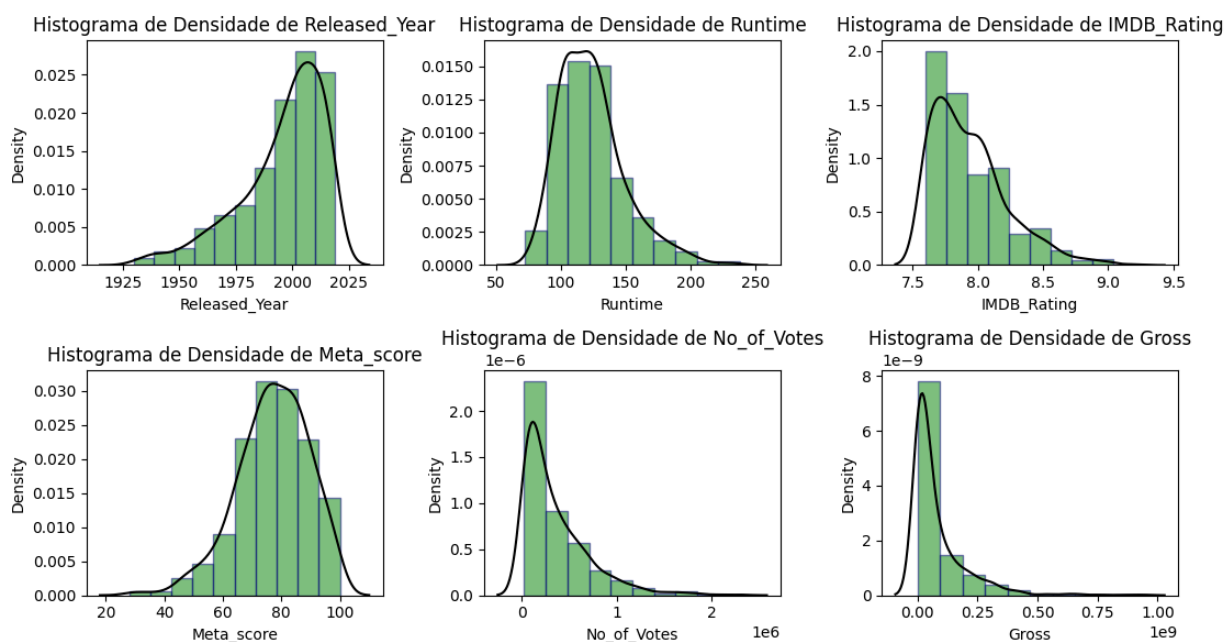 Histograma de Densidade de Released_Year
Density
0.025
0.020
0.015
0.010
0.005
0.000
1925 1950 1975 2000 2025
Released_Year
Histograma de Densidade de Runtime
Density
0.0150
0.0125
0.0100
0.0075
0.0050
0.0025
0.0000
50 100 150 200 250
Runtime
Histograma de Densidade de IMDB_Rating
Density
2.0
1.5
1.0
0.5
0.0
7.5 8.0 8.5 9.0 9.5
IMDB_Rating
Histograma de Densidade de Meta_score
Density
0.030
0.025
0.020
0.015
0.010
0.005
0.000
20 40 60 80 100
Meta_score
Histograma de Densidade de No_of_Votes
1e−6
Density
2.0
1.5
1.0
0.5
0.0
0 1 2
1e6
No_of_Votes
Histograma de Densidade de Gross
1e−9
Density
8
6
4
2
0
0.00 0.25 0.50 0.75 1.00
1e9
Gross